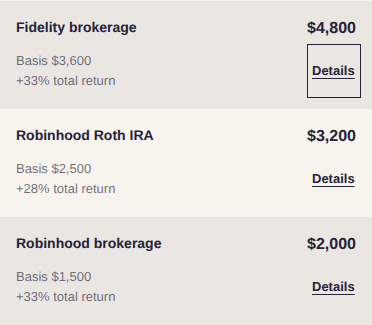 Fidelity brokerage $4,800
Basis $3,600
+33% total return
Details
Robinhood Roth IRA $3,200
Basis $2,500
+28% total return
Details
Robinhood brokerage $2,000
Basis $1,500
+33% total return
Details